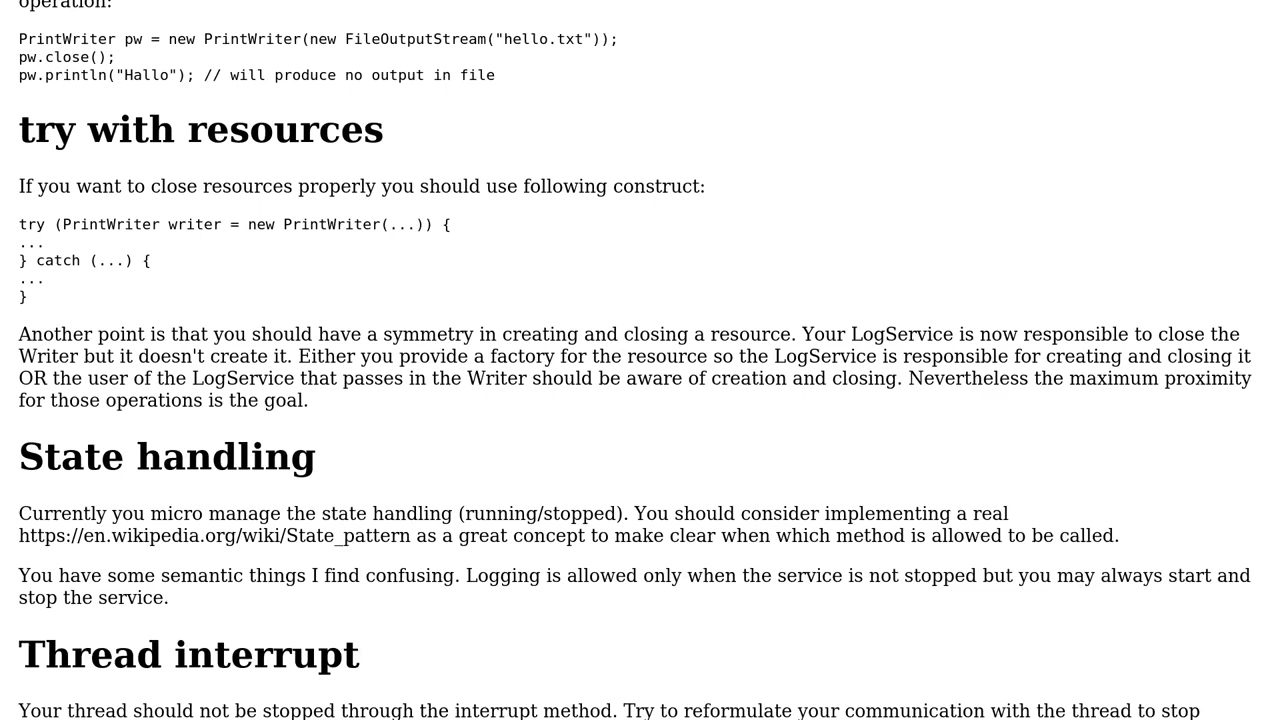 operation:
PrintWriter pw = new PrintWriter(new FileOutputStream("hello.txt"));
pw.close();
pw.println("Hallo"); // will produce no output in file
try with resources
If you want to close resources properly you should use following construct:
try (PrintWriter writer = new PrintWriter(...)) {
...
} catch (...) {
...
}
Another point is that you should have a symmetry in creating and closing a resource. Your LogService is now responsible to close the
Writer but it doesn't create it. Either you provide a factory for the resource so the LogService is responsible for creating and closing it
OR the user of the LogService that passes in the Writer should be aware of creation and closing. Nevertheless the maximum proximity
for those operations is the goal.
State handling
Currently you micro manage the state handling (running/stopped). You should consider implementing a real
https://en.wikipedia.org/wiki/State_pattern as a great concept to make clear when which method is allowed to be called.
You have some semantic things I find confusing. Logging is allowed only when the service is not stopped but you may always start and
stop the service.
Thread interrupt
Your thread should not be stopped through the interrupt method. Try to reformulate your communication with the thread to stop